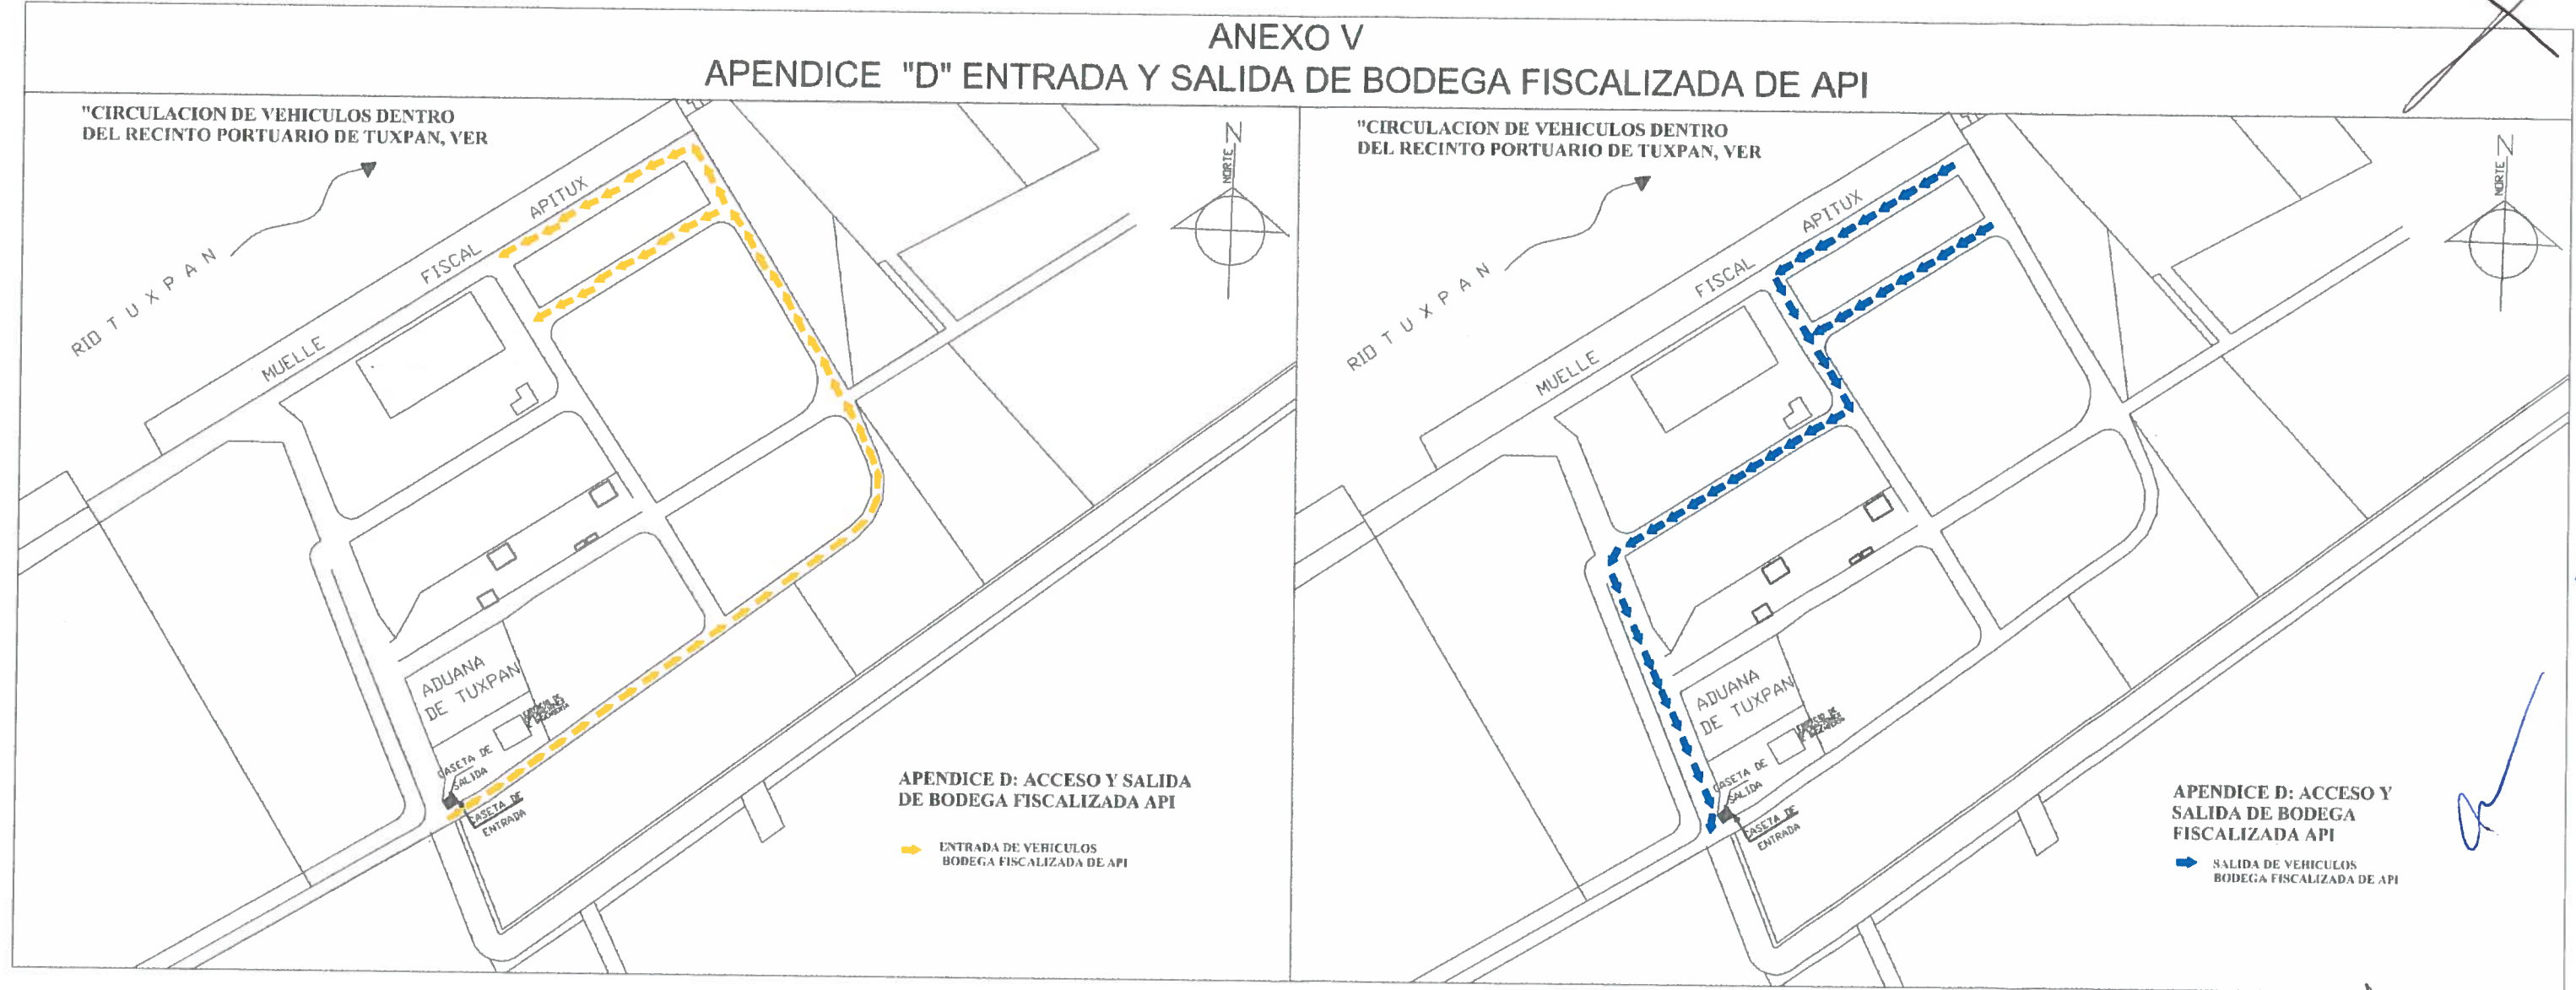 ANEXO V
APENDICE "D" ENTRADA Y SALIDA DE BODEGA FISCALIZADA DE API
"CIRCULACION DE VEHICULOS DENTRO
DEL RECINTO PORTUARIO DE TUXPAN, VER
RIO TUXPAN
MUELLE FISCAL APITUX
NORTE N
ADUANA
DE TUXPAN
CASETA DE
SALIDA
CASETA DE
ENTRADA
APENDICE D: ACCESO Y SALIDA
DE BODEGA FISCALIZADA API
ENTRADA DE VEHICULOS
BODEGA FISCALIZADA DE API
"CIRCULACION DE VEHICULOS DENTRO
DEL RECINTO PORTUARIO DE TUXPAN, VER
RIO TUXPAN
MUELLE FISCAL APITUX
NORTE N
ADUANA
DE TUXPAN
CASETA DE
SALIDA
CASETA DE
ENTRADA
APENDICE D: ACCESO Y
SALIDA DE BODEGA
FISCALIZADA API
SALIDA DE VEHICULOS
BODEGA FISCALIZADA DE API